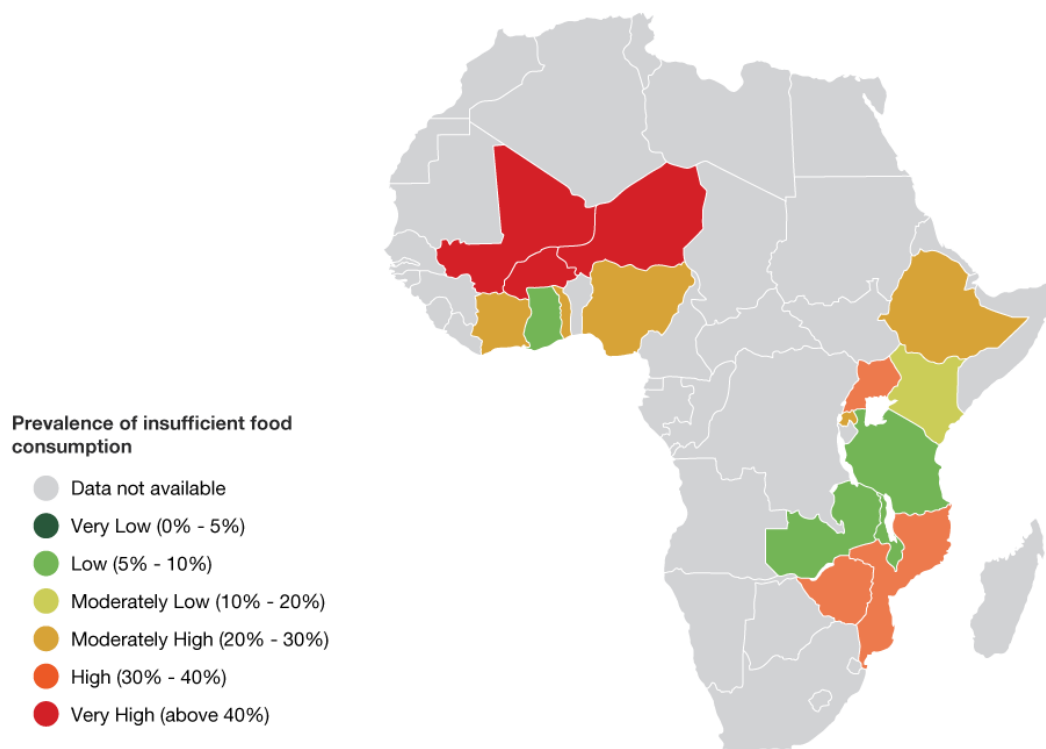 Prevalence of insufficient food
consumption
Data not available
Very Low (0% - 5%)
Low (5% - 10%)
Moderately Low (10% - 20%)
Moderately High (20% - 30%)
High (30% - 40%)
Very High (above 40%)